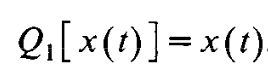 Q₁[x(t)] = x(t).